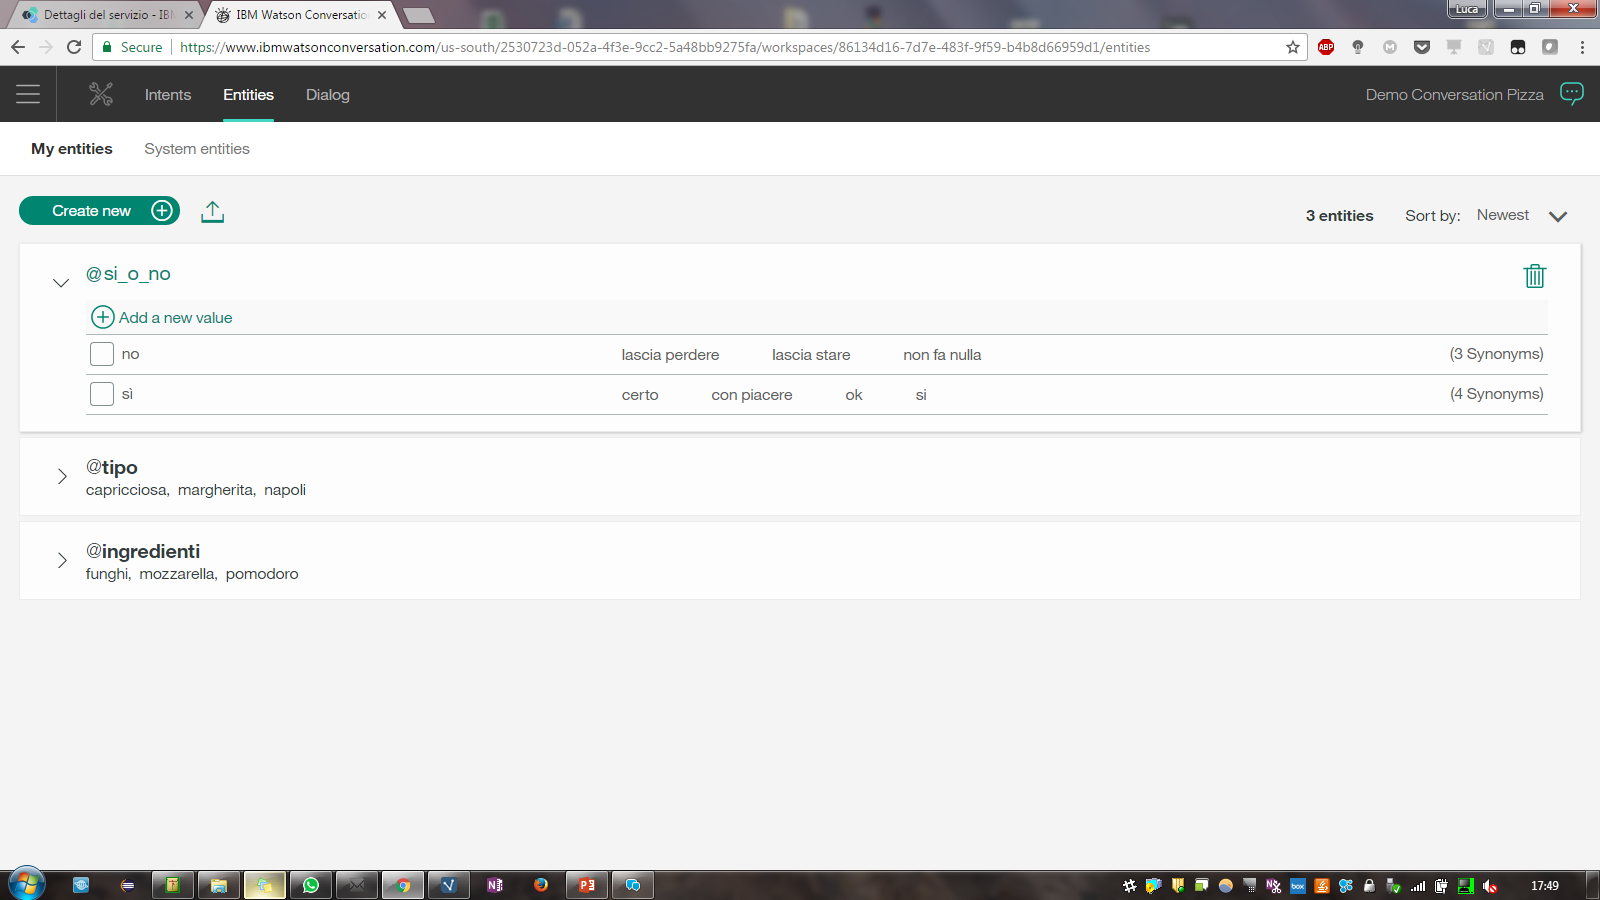 Dettagli del servizio - IBM
IBM Watson Conversatio
Luca
Secure
https://www.ibmwatsonconversation.com/us-south/2530723d-052a-4f3e-9cc2-5a48bb9275fa/workspaces/86134d16-7d7e-483f-9f59-b4b8d66959d1/entities
ABP
Intents
Entities
Dialog
Demo Conversation Pizza
My entities
System entities
Create new
3 entities
Sort by: Newest
@si_o_no
Add a new value
no lascia perdere lascia stare non fa nulla (3 Synonyms)
sì certo con piacere ok si (4 Synonyms)
@tipo
capricciosa, margherita, napoli
@ingredienti
funghi, mozzarella, pomodoro
17:49